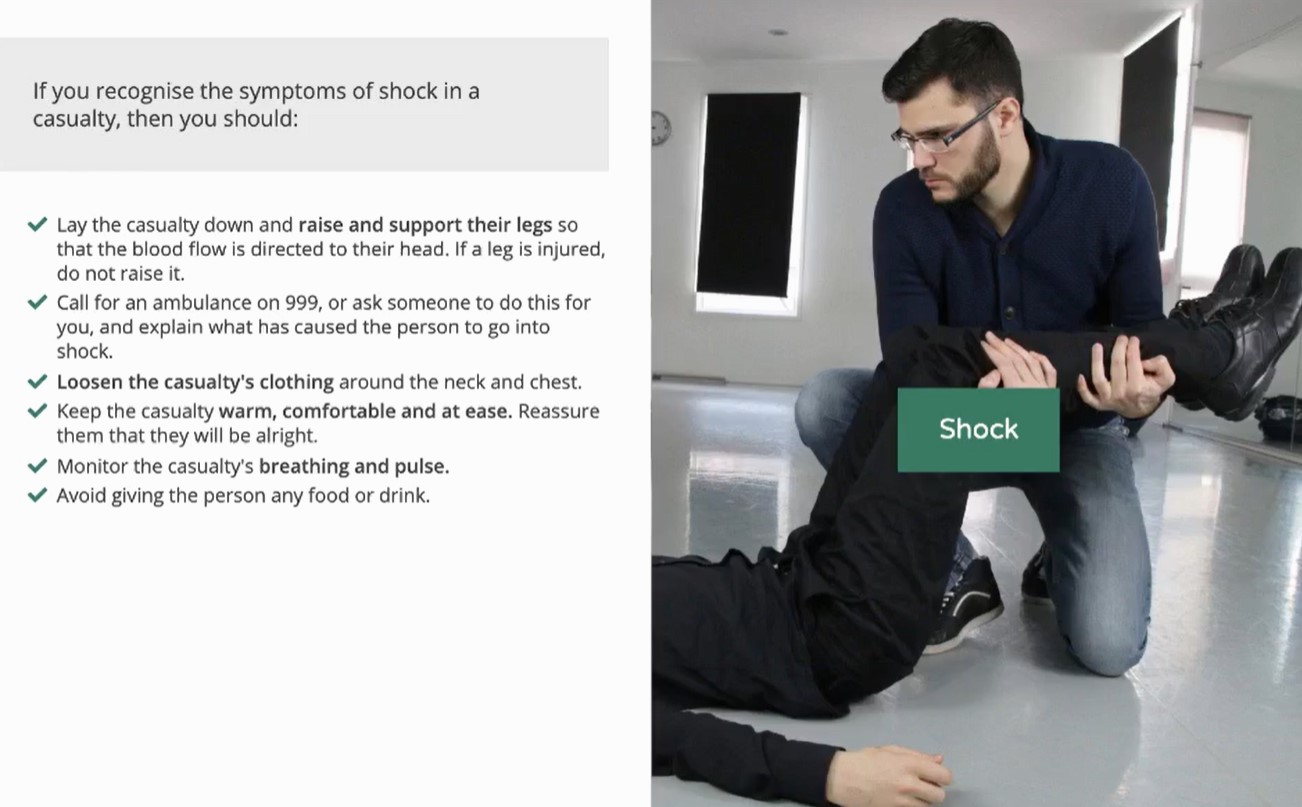 If you recognise the symptoms of shock in a
casualty, then you should:
Lay the casualty down and raise and support their legs so
that the blood flow is directed to their head. If a leg is injured,
do not raise it.
Call for an ambulance on 999, or ask someone to do this for
you, and explain what has caused the person to go into
shock.
Loosen the casualty's clothing around the neck and chest.
Keep the casualty warm, comfortable and at ease. Reassure
them that they will be alright.
Monitor the casualty's breathing and pulse.
Avoid giving the person any food or drink.
Shock